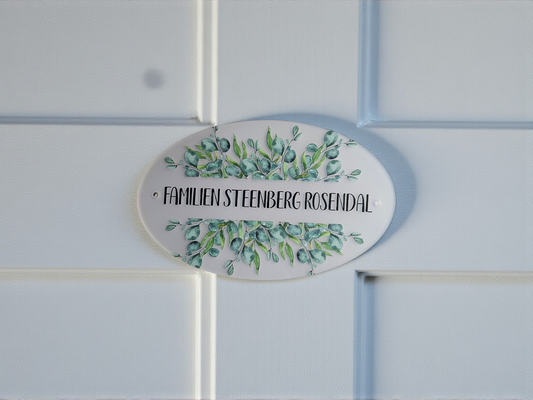 FAMILIEN STEENBERG ROSENDAL